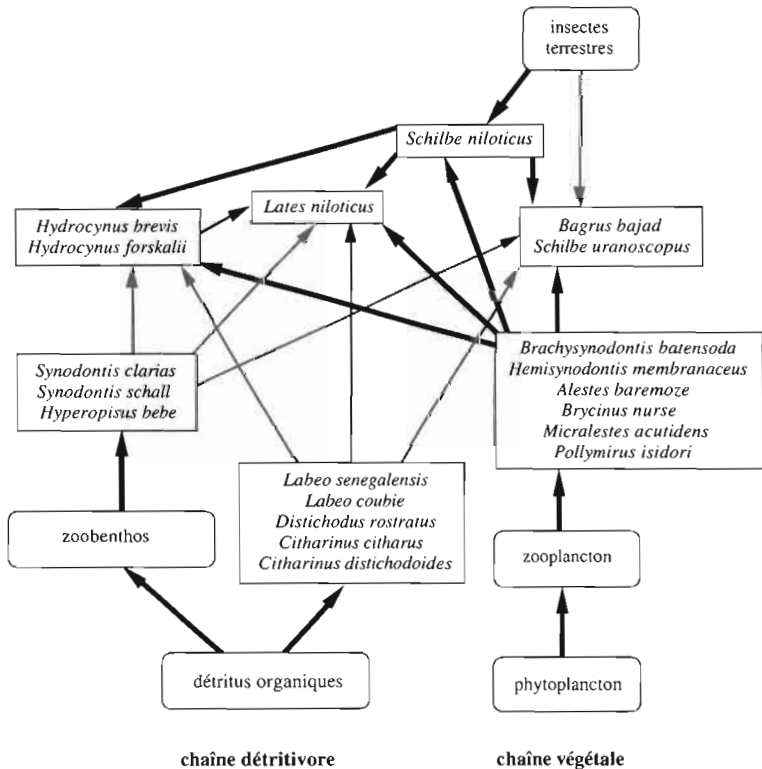 insectes
terrestres
Schilbe niloticus
Lates niloticus
Hydrocynus brevis
Hydrocynus forskalii
Bagrus bajad
Schilbe uranoscopus
Synodontis clarias
Synodontis schall
Hyperopisus bebe
Brachysynodontis batensoda
Hemisynodontis membranaceus
Alestes baremoze
Brycinus nurse
Micralestes acutidens
Pollymirus isidori
Labeo senegalensis
Labeo coubie
Distichodus rostratus
Citharinus citharus
Citharinus distichodoides
zoobenthos
zooplancton
détritus organiques
phytoplancton
chaîne détritivore
chaîne végétale